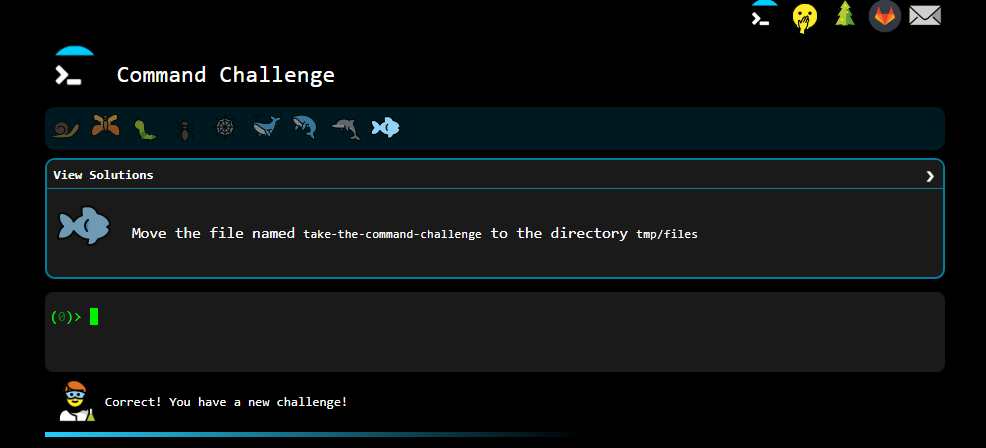 Command Challenge
View Solutions
Move the file named take-the-command-challenge to the directory tmp/files
(0)>
Correct! You have a new challenge!